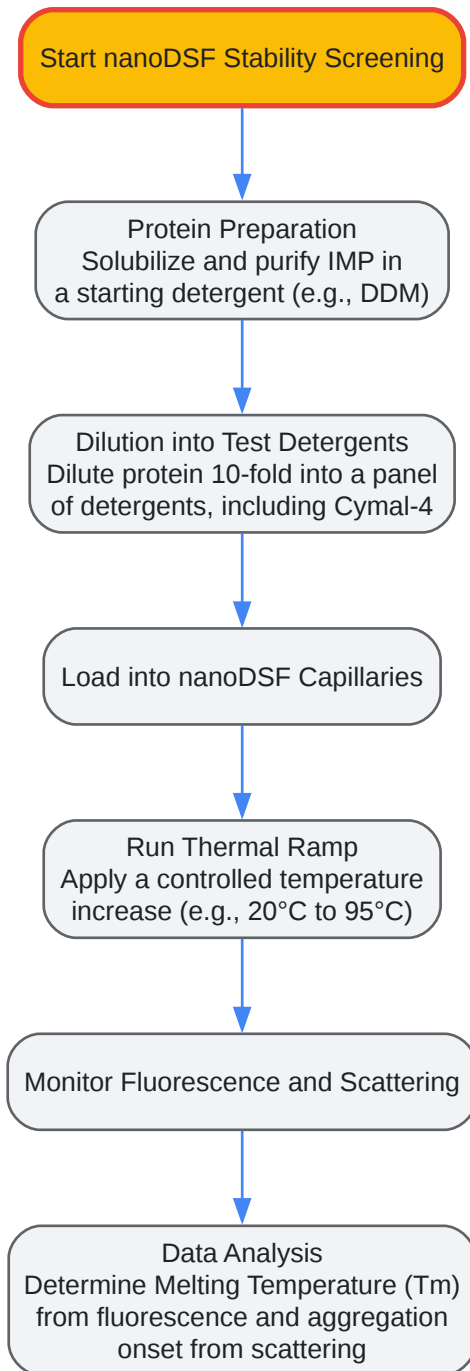 Start nanoDSF Stability Screening
Protein Preparation
Solubilize and purify IMP in
a starting detergent (e.g., DDM)
Dilution into Test Detergents
Dilute protein 10-fold into a panel
of detergents, including Cymal-4
Load into nanoDSF Capillaries
Run Thermal Ramp
Apply a controlled temperature
increase (e.g., 20°C to 95°C)
Monitor Fluorescence and Scattering
Data Analysis
Determine Melting Temperature (Tm)
from fluorescence and aggregation
onset from scattering